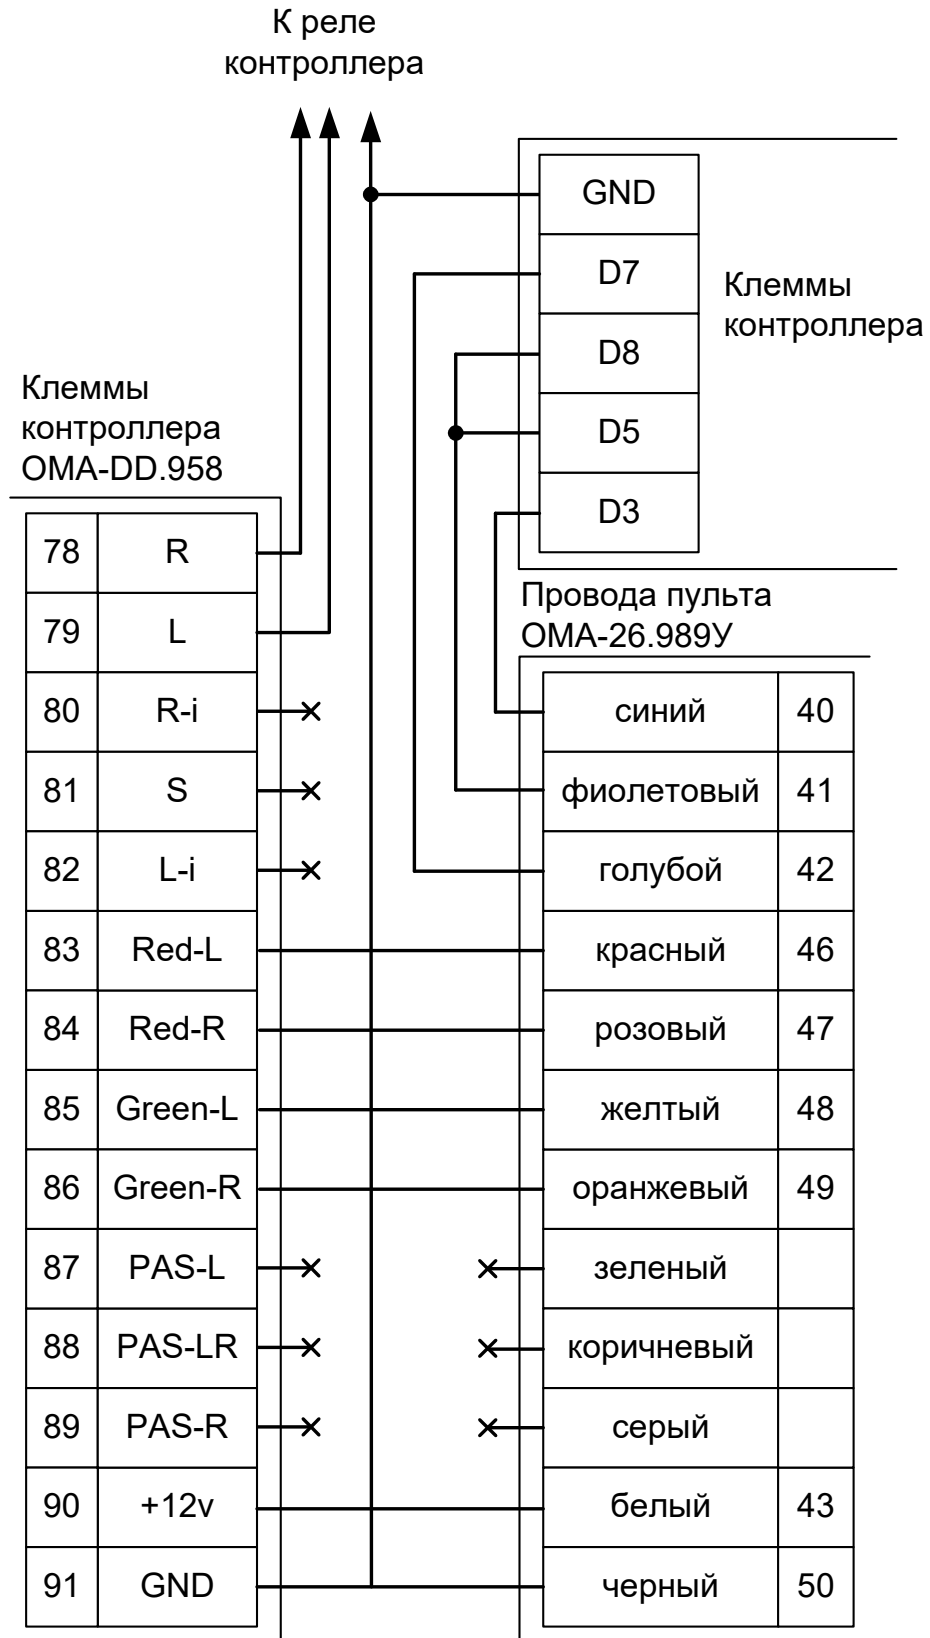 К реле
контроллера
GND
D7
D8
D5
D3
Клеммы
контроллера
Клеммы
контроллера
OMA-DD.958
78 R
79 L
80 R-i
81 S
82 L-i
83 Red-L
84 Red-R
85 Green-L
86 Green-R
87 PAS-L
88 PAS-LR
89 PAS-R
90 +12v
91 GND
Провода пульта
ОМА-26.989У
синий 40
фиолетовый 41
голубой 42
красный 46
розовый 47
желтый 48
оранжевый 49
зеленый
коричневый
серый
белый 43
черный 50